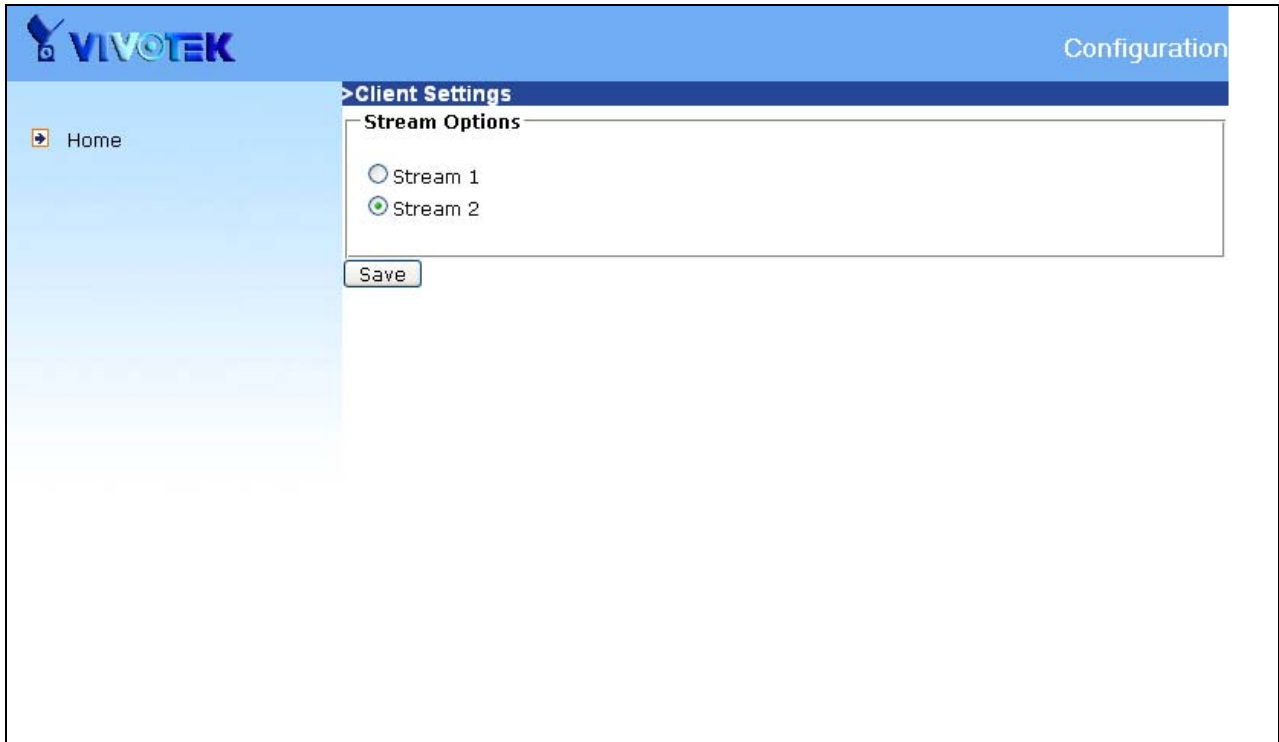 VIVOTEK
Configuration
>Client Settings
Home
Stream Options
Stream 1
Stream 2
Save